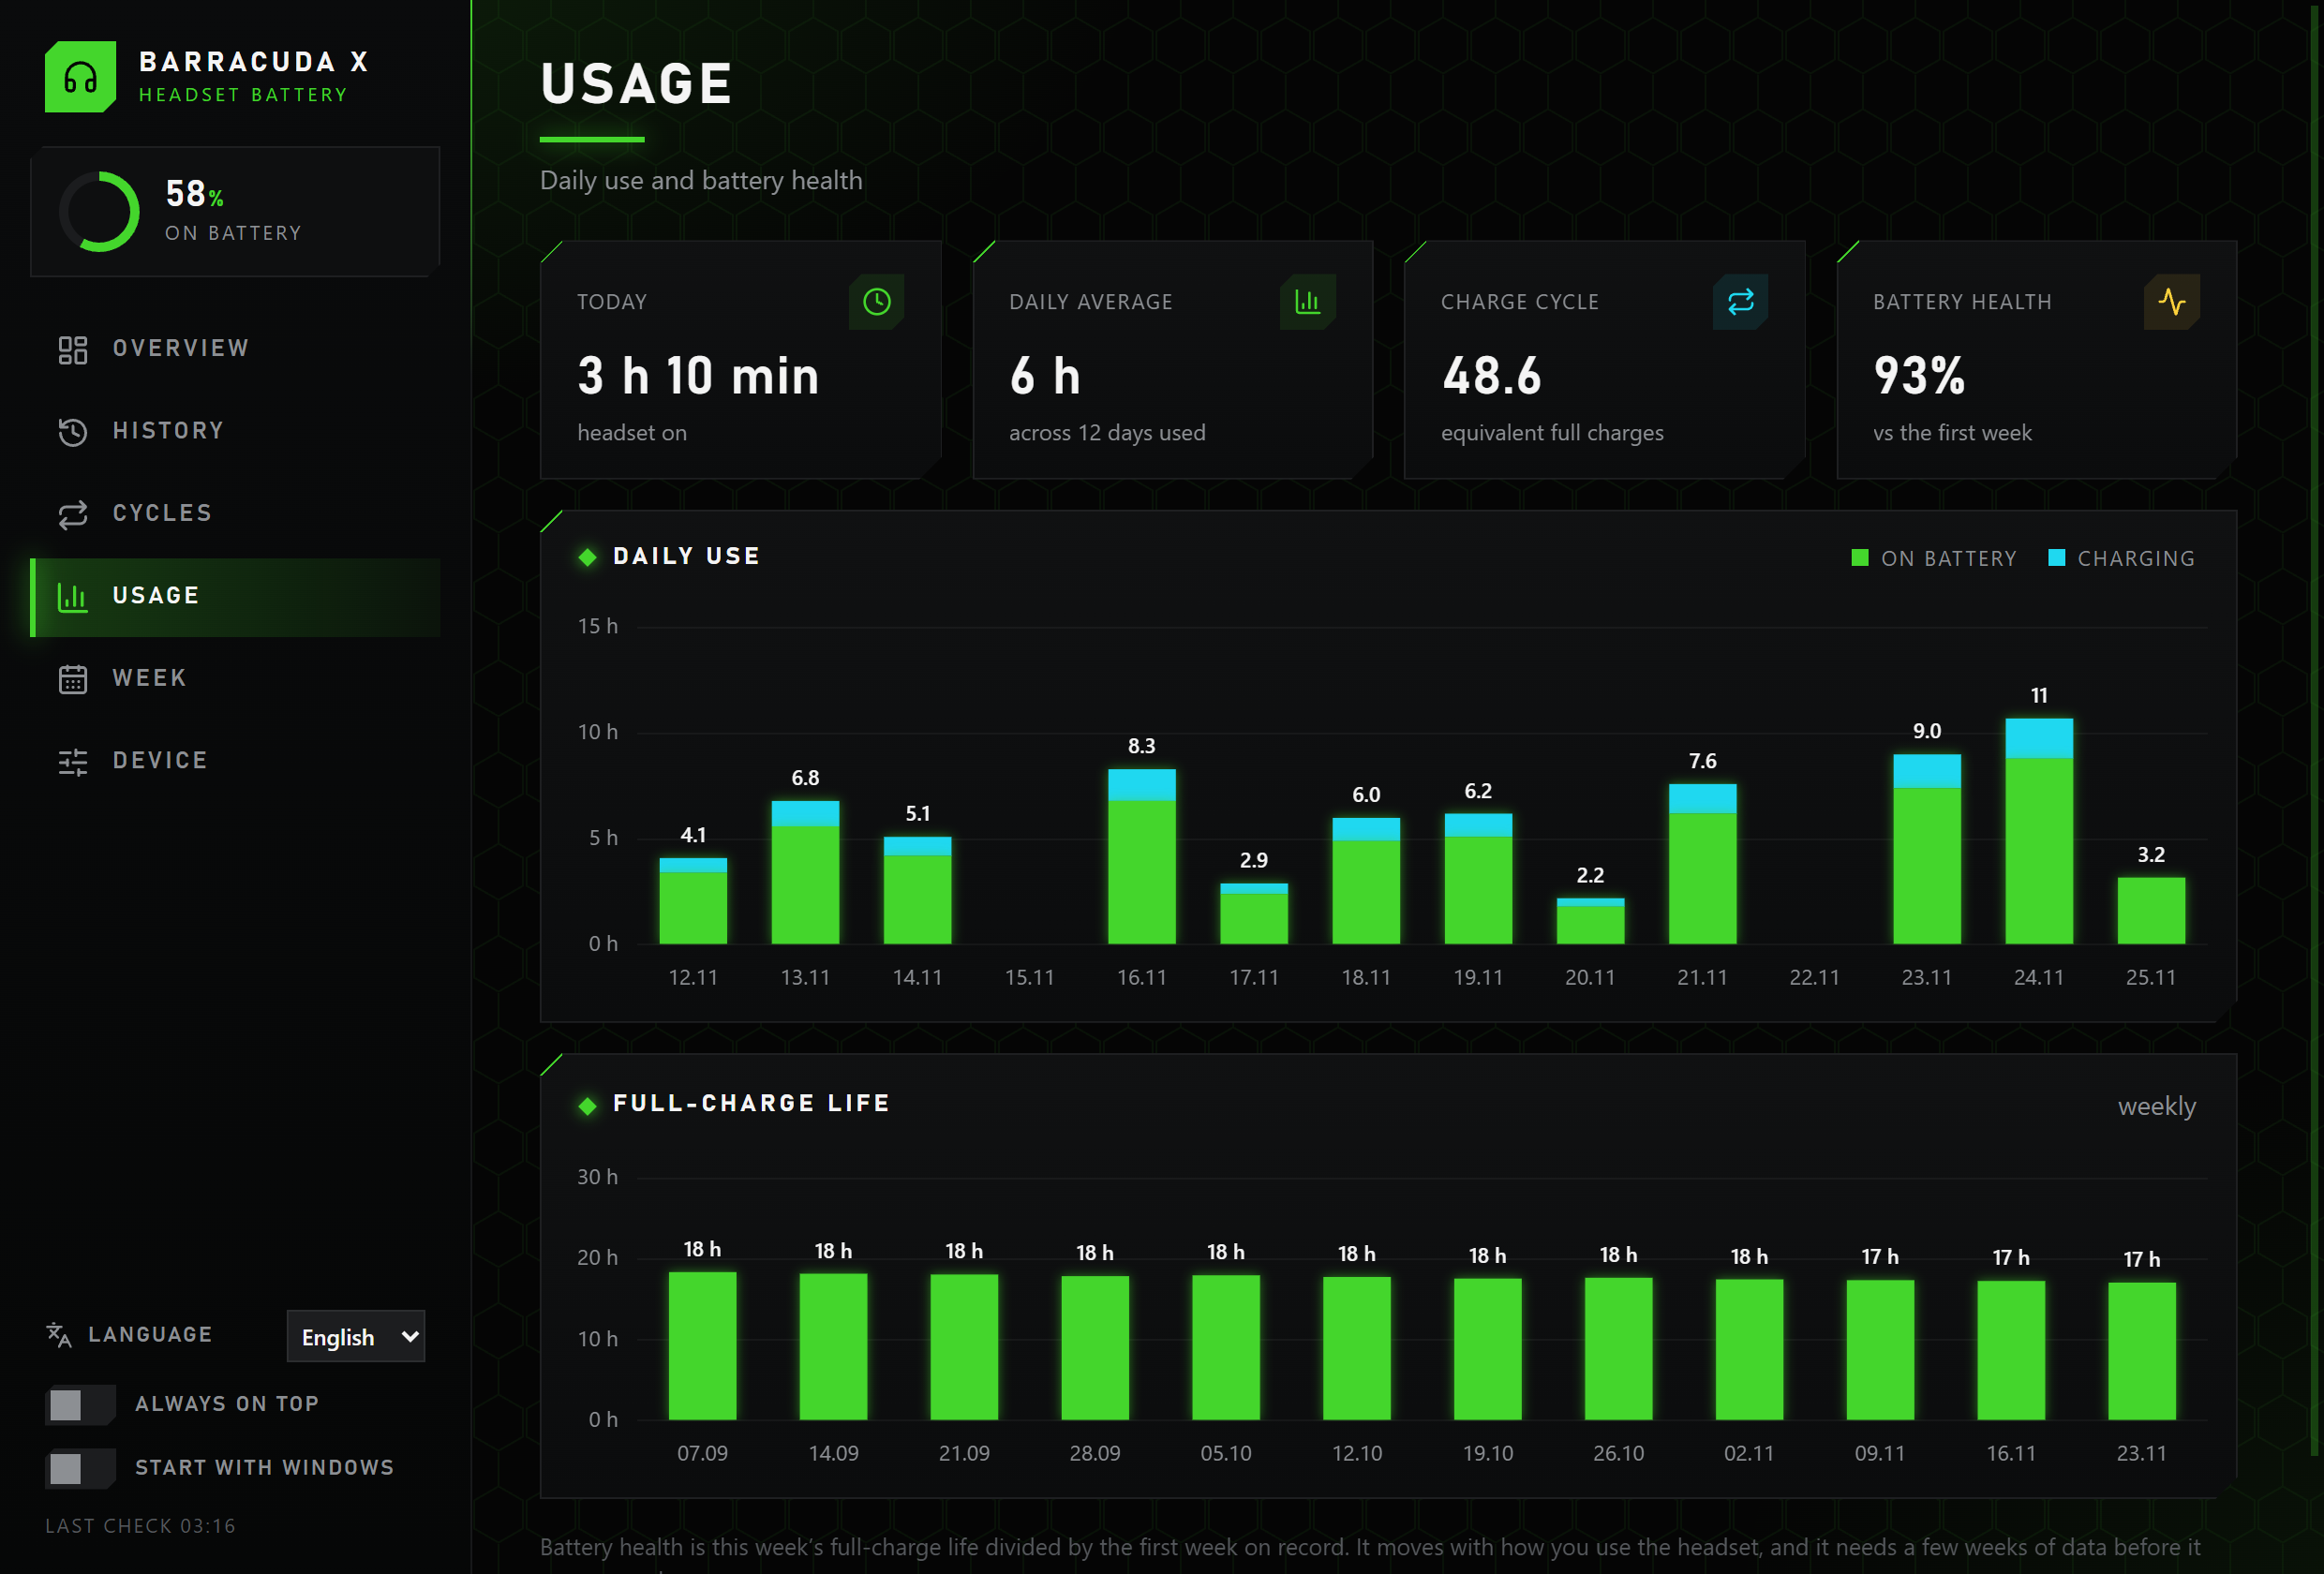 BARRACUDA X
HEADSET BATTERY
58%
ON BATTERY
OVERVIEW
HISTORY
CYCLES
USAGE
WEEK
DEVICE
LANGUAGE
English
ALWAYS ON TOP
START WITH WINDOWS
LAST CHECK 03:16
USAGE
Daily use and battery health
TODAY
3 h 10 min
headset on
DAILY AVERAGE
6 h
across 12 days used
CHARGE CYCLE
48.6
equivalent full charges
BATTERY HEALTH
93%
vs the first week
DAILY USE
ON BATTERY CHARGING
15 h
10 h
5 h
0 h
4.1 6.8 5.1 8.3 2.9 6.0 6.2 2.2 7.6 9.0 11 3.2
12.11 13.11 14.11 15.11 16.11 17.11 18.11 19.11 20.11 21.11 22.11 23.11 24.11 25.11
FULL-CHARGE LIFE
weekly
30 h
20 h
10 h
0 h
18 h 18 h 18 h 18 h 18 h 18 h 18 h 18 h 18 h 17 h 17 h 17 h
07.09 14.09 21.09 28.09 05.10 12.10 19.10 26.10 02.11 09.11 16.11 23.11
Battery health is this week’s full-charge life divided by the first week on record. It moves with how you use the headset, and it needs a few weeks of data before it